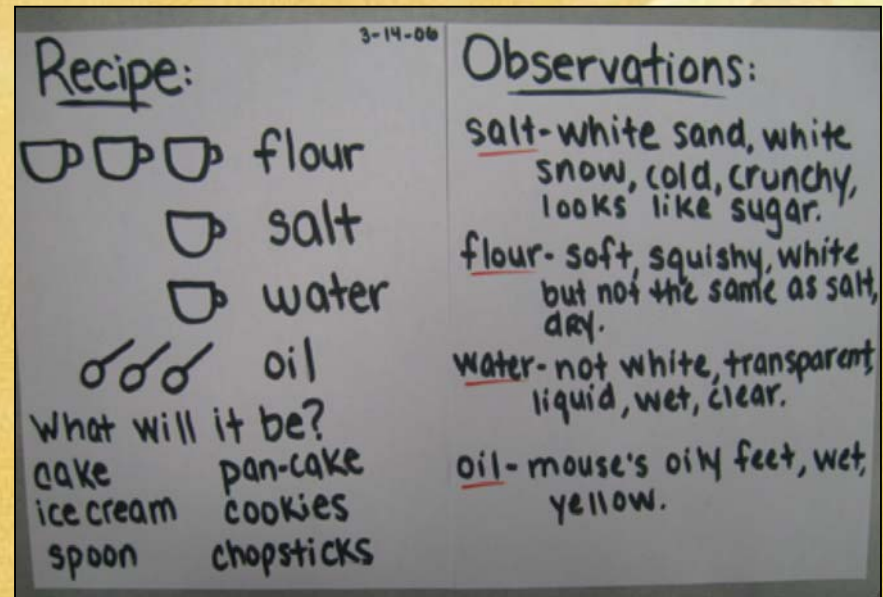 3-14-06
Recipe:
flour
salt
water
oil
What will it be?
cake pan-cake
ice cream cookies
spoon chopsticks
Observations:
salt- white sand, white
snow, cold, crunchy,
looks like sugar.
flour- soft, squishy, white
but not the same as salt,
dry.
water- not white, transparent,
liquid, wet, clear.
oil- mouse's oily feet, wet,
yellow.